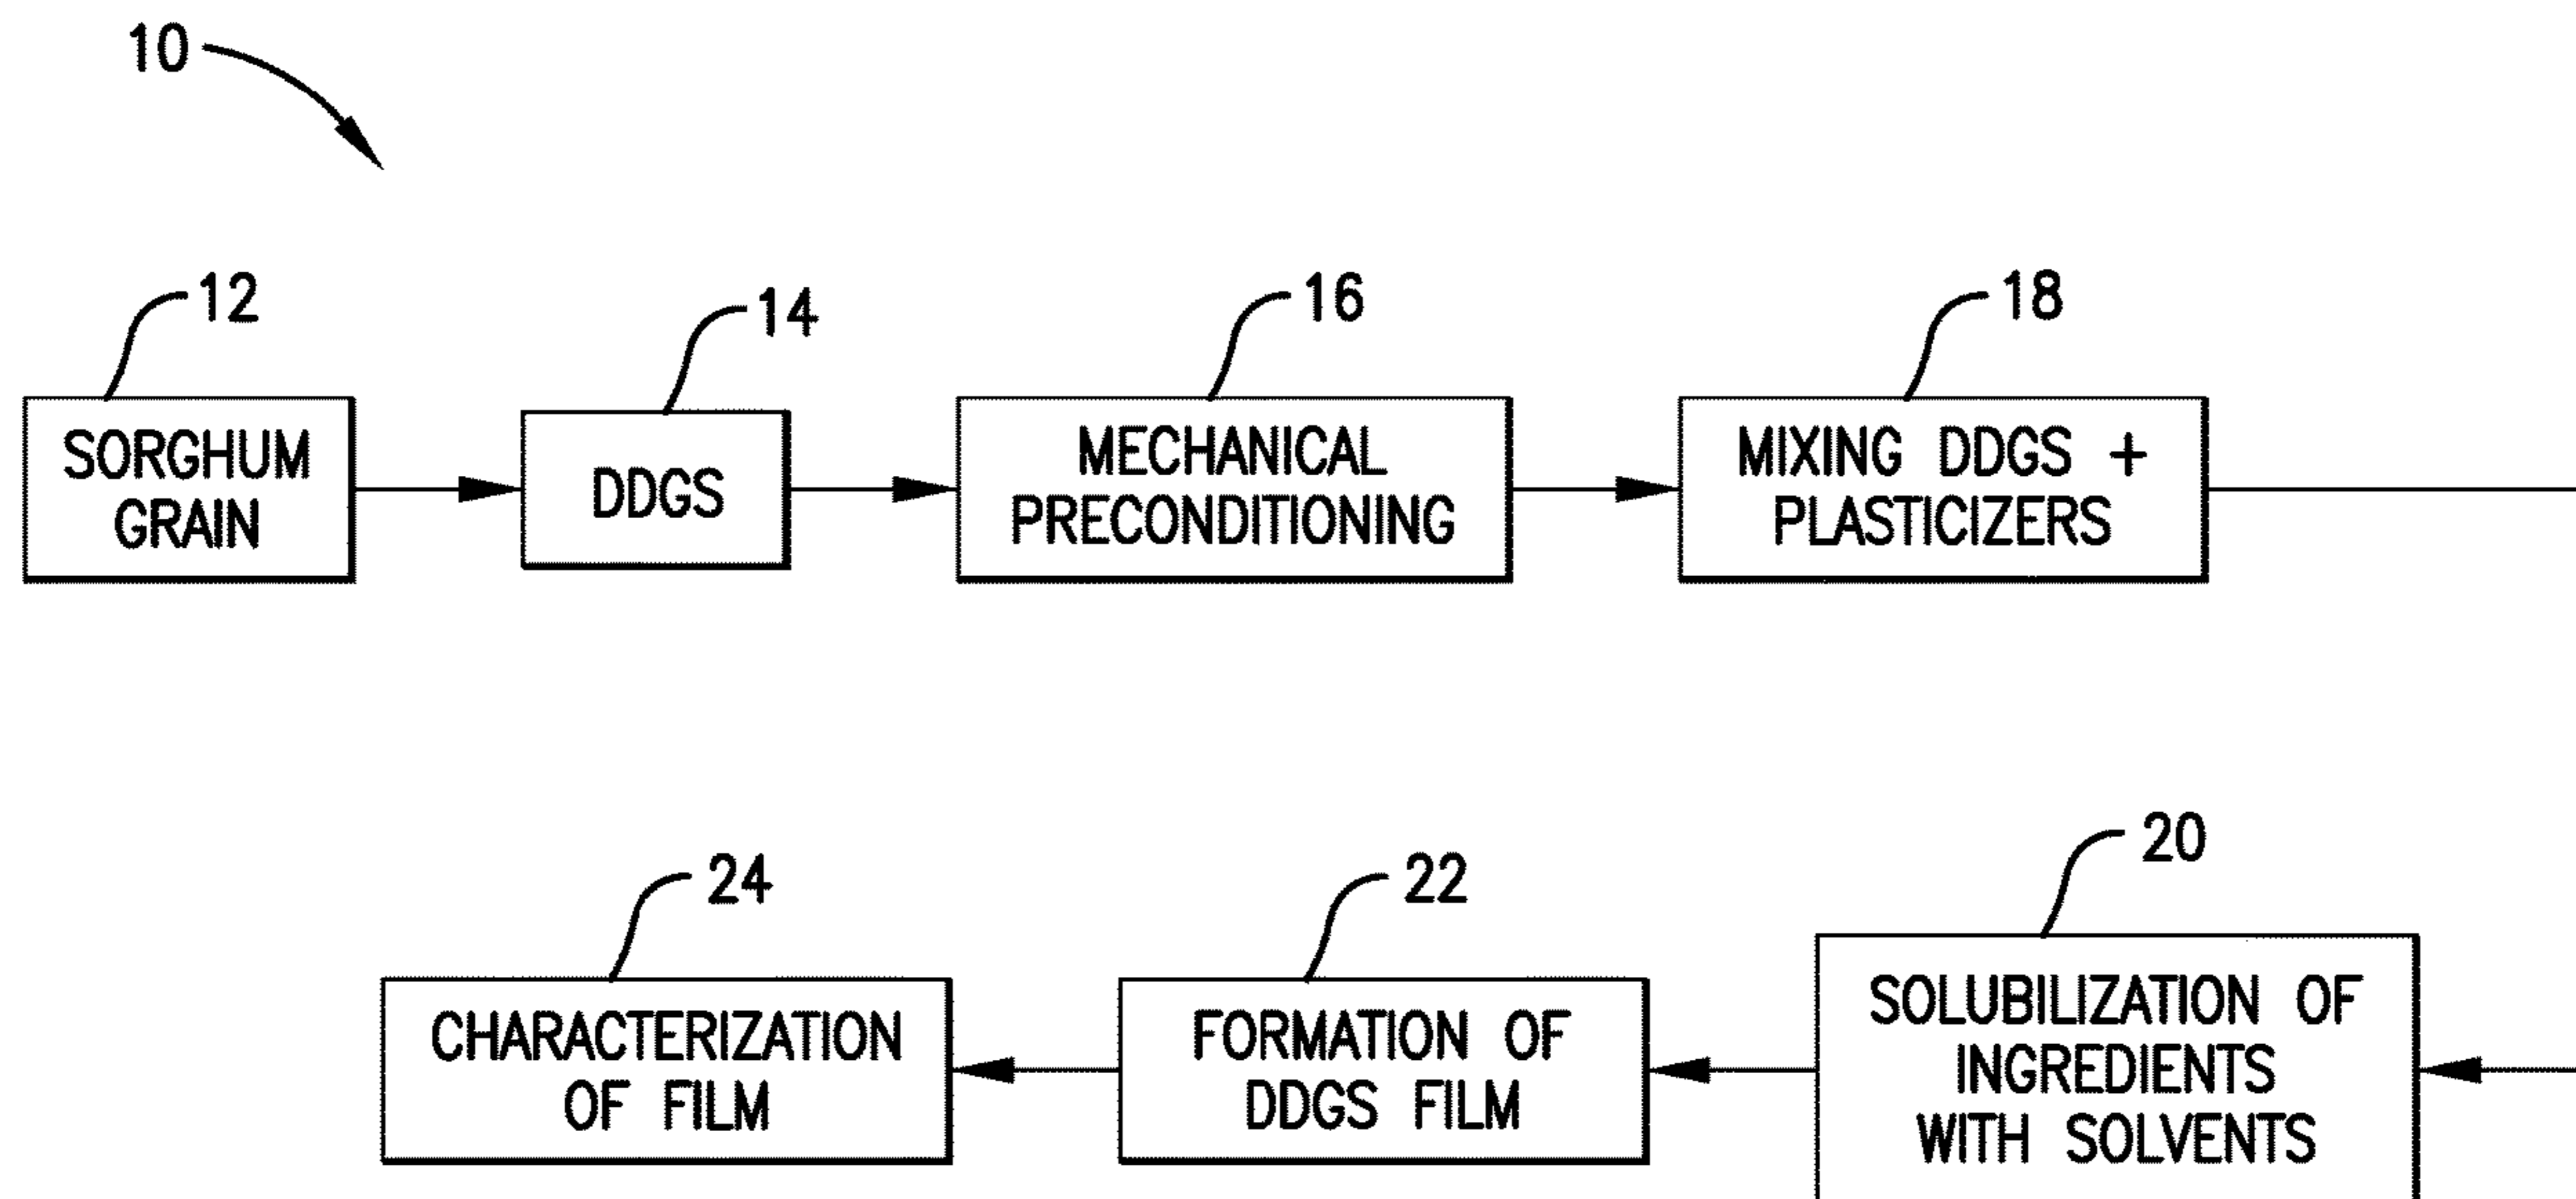 10
12
14
16
18
SORGHUM
GRAIN
DDGS
MECHANICAL
PRECONDITIONING
MIXING DDGS +
PLASTICIZERS
20
22
24
SOLUBILIZATION OF
INGREDIENTS
WITH SOLVENTS
FORMATION OF
DDGS FILM
CHARACTERIZATION
OF FILM